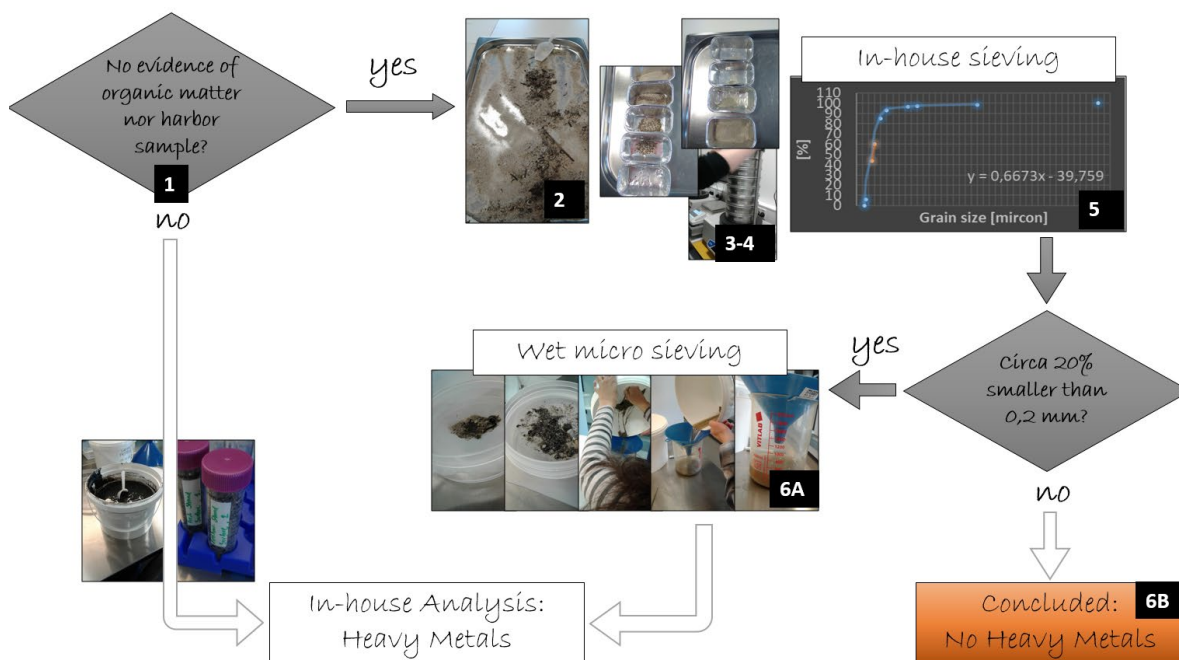 No evidence of
organic matter
nor harbor
sample?
1
yes
no
2
3-4
In-house sieving
110
100
90
80
70
60
50
40
30
20
10
0
[%]
y = 0,6673x - 39,759
Grain size [mircon]
5
Circa 20%
smaller than
0,2 mm?
yes
no
Wet micro sieving
VITLAB
6A
In-house Analysis:
Heavy Metals
Concluded:
No Heavy Metals
6B